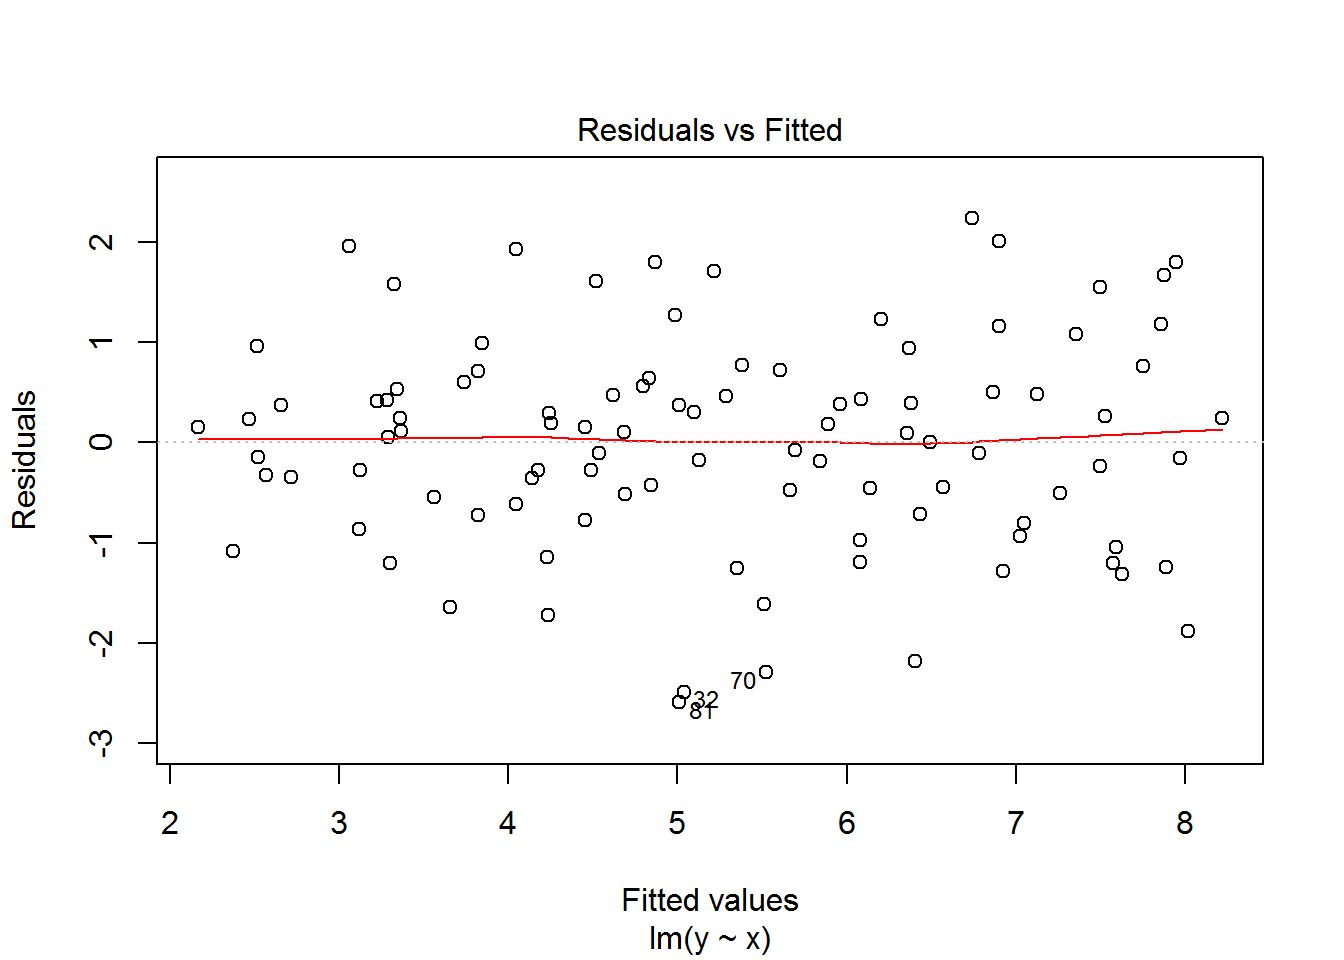 Residuals vs Fitted
Residuals
2
1
0
-1
-2
-3
70
32
81
2 3 4 5 6 7 8
Fitted values
lm(y ~ x)